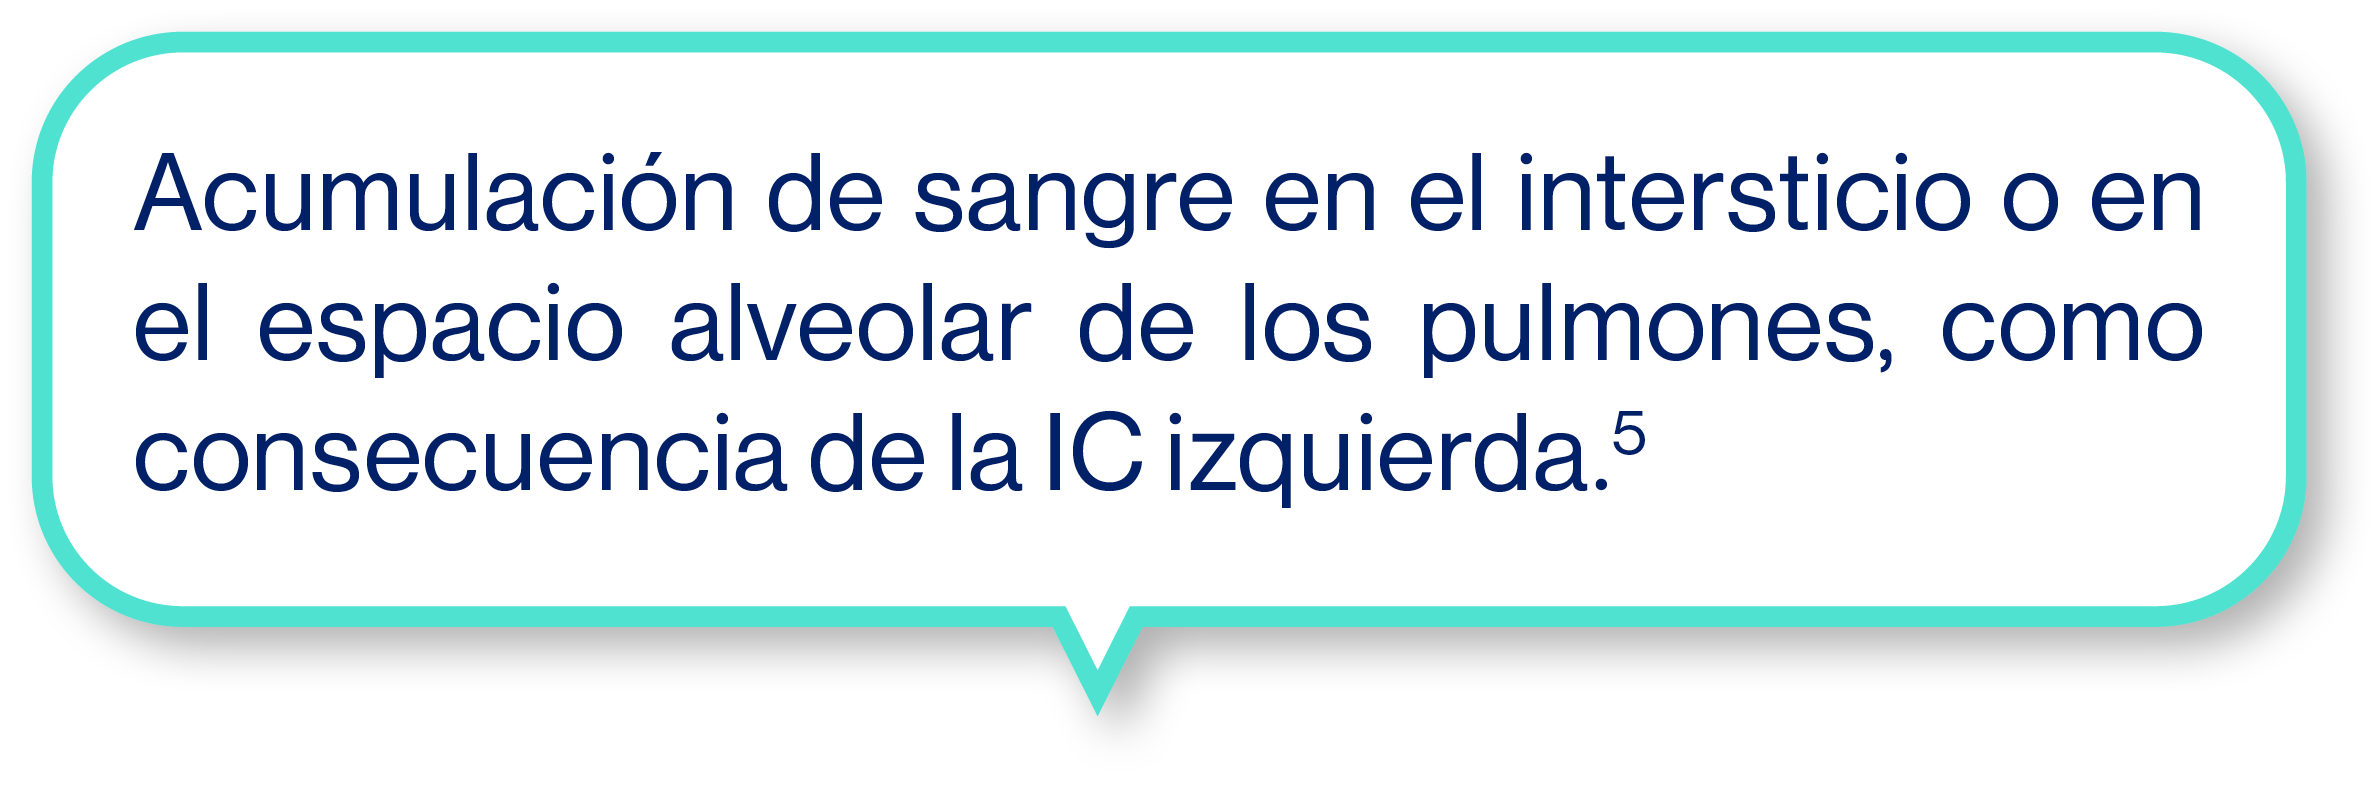 Acumulación de sangre en el intersticio o en
el espacio alveolar de los pulmones, como
consecuencia de la IC izquierda.⁵